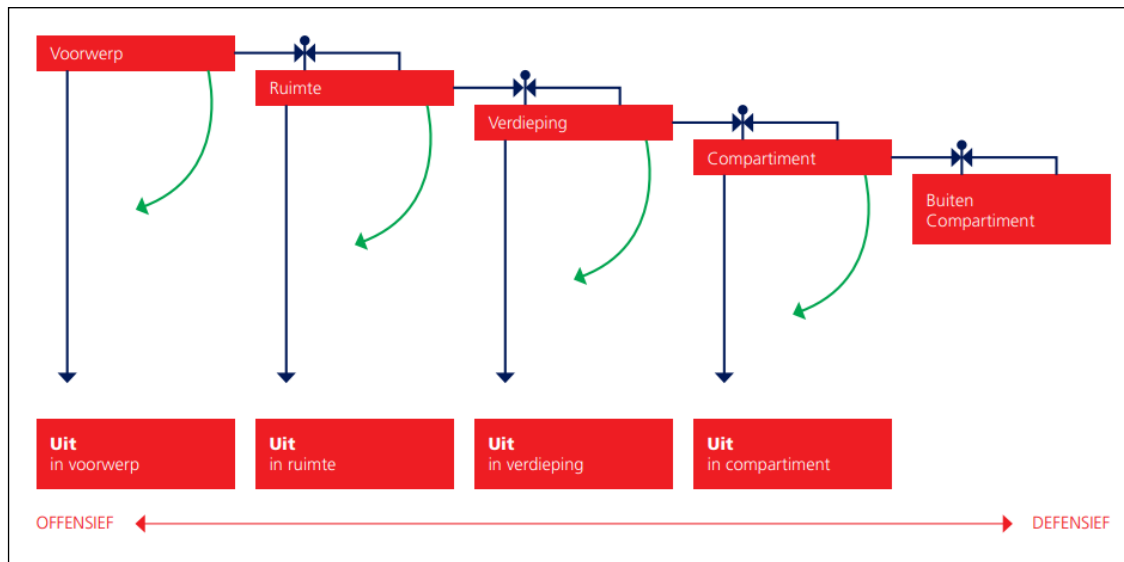 Voorwerp
Ruimte
Verdieping
Compartiment
Buiten
Compartiment
Uit
in voorwerp
Uit
in ruimte
Uit
in verdieping
Uit
in compartiment
OFFENSIEF
DEFENSIEF